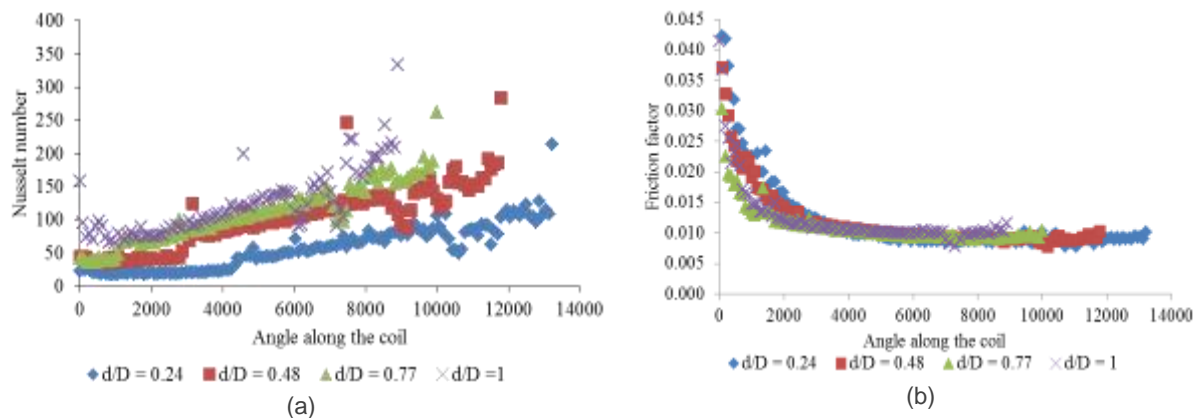 400
350
300
250
200
150
100
50
0
Nusselt number
0 2000 4000 6000 8000 10000 12000 14000
Angle along the coil
d/D = 0.24 d/D = 0.48 d/D = 0.77 d/D =1
(a)
0.045
0.040
0.035
0.030
0.025
0.020
0.015
0.010
0.005
0.000
Friction factor
0 2000 4000 6000 8000 10000 12000 14000
Angle along the coil
d/D = 0.24 d/D = 0.48 d/D = 0.77 d/D = 1
(b)